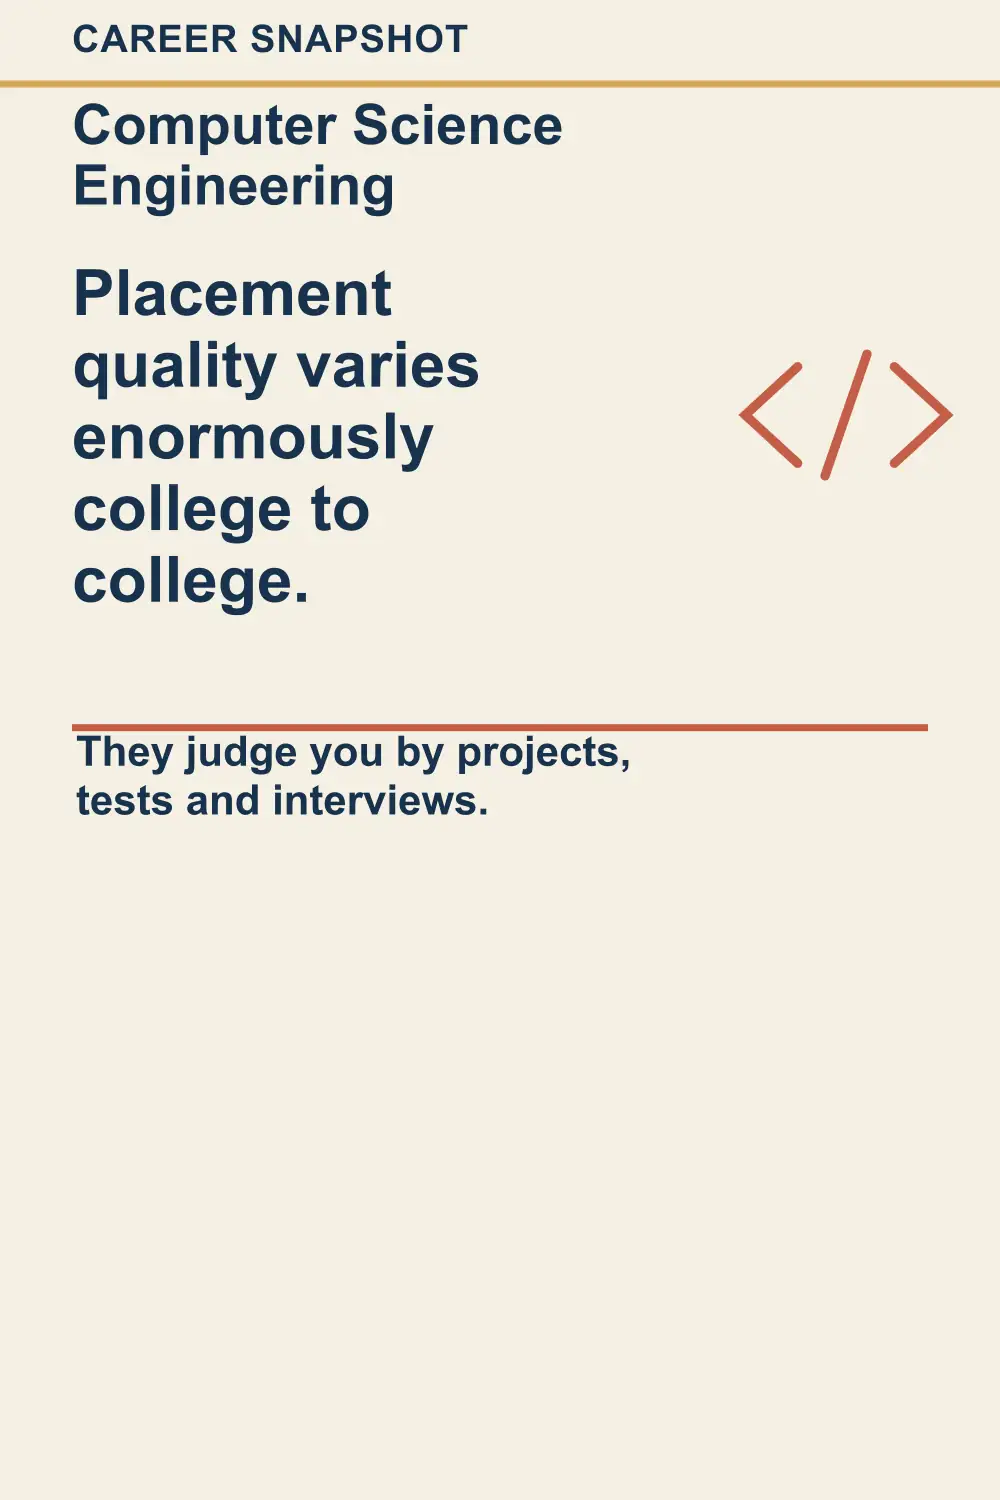 CAREER SNAPSHOT
Computer Science
Engineering
Placement
quality varies
enormously
college to
college.
They judge you by projects,
tests and interviews.